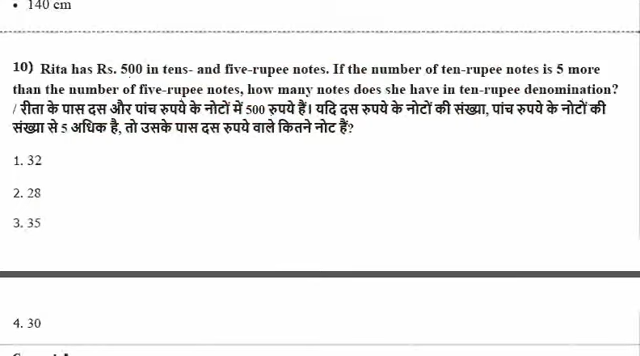 • 140 cm
10) Rita has Rs. 500 in tens- and five-rupee notes. If the number of ten-rupee notes is 5 more
than the number of five-rupee notes, how many notes does she have in ten-rupee denomination?
/ रीता के पास दस और पांच रुपये के नोटों में 500 रुपये हैं। यदि दस रुपये के नोटों की संख्या, पांच रुपये के नोटों की
संख्या से 5 अधिक है, तो उसके पास दस रुपये वाले कितने नोट हैं?
1. 32
2. 28
3. 35
4. 30